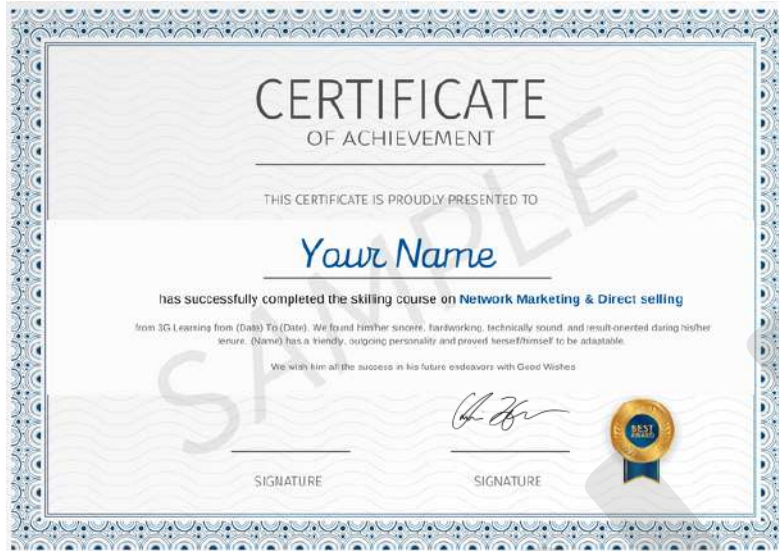 CERTIFICATE
OF ACHIEVEMENT
THIS CERTIFICATE IS PROUDLY PRESENTED TO
Your Name
has successfully completed the skilling course on Network Marketing & Direct selling
from 3G Learning from (Date) To (Date). We found him/her sincere, hardworking, technically sound, and result-oriented during his/her
tenure. (Name) has a friendly, outgoing personality and proved herself/himself to be adaptable.
We wish him all the success in his future endeavors with Good Wishes
SAMPLE
BEST
AWARD
SIGNATURE
SIGNATURE